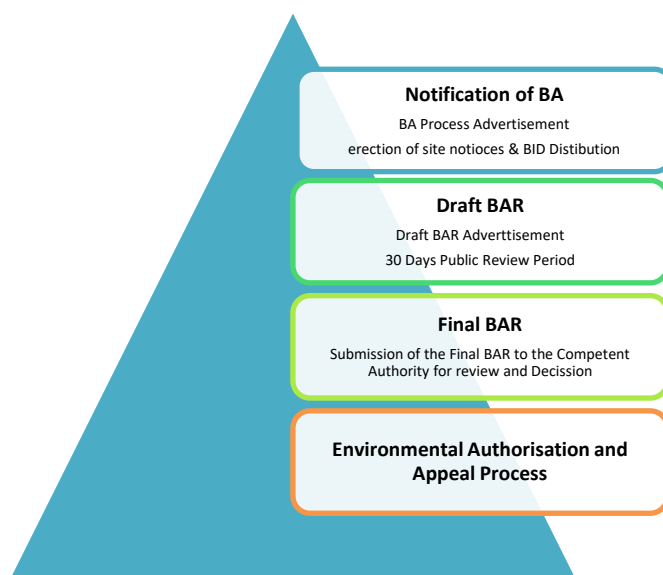 Notification of BA
BA Process Advertisement
erection of site notioces & BID Distibution
Draft BAR
Draft BAR Adverttisement
30 Days Public Review Period
Final BAR
Submission of the Final BAR to the Competent
Authority for review and Decission
Environmental Authorisation and
Appeal Process